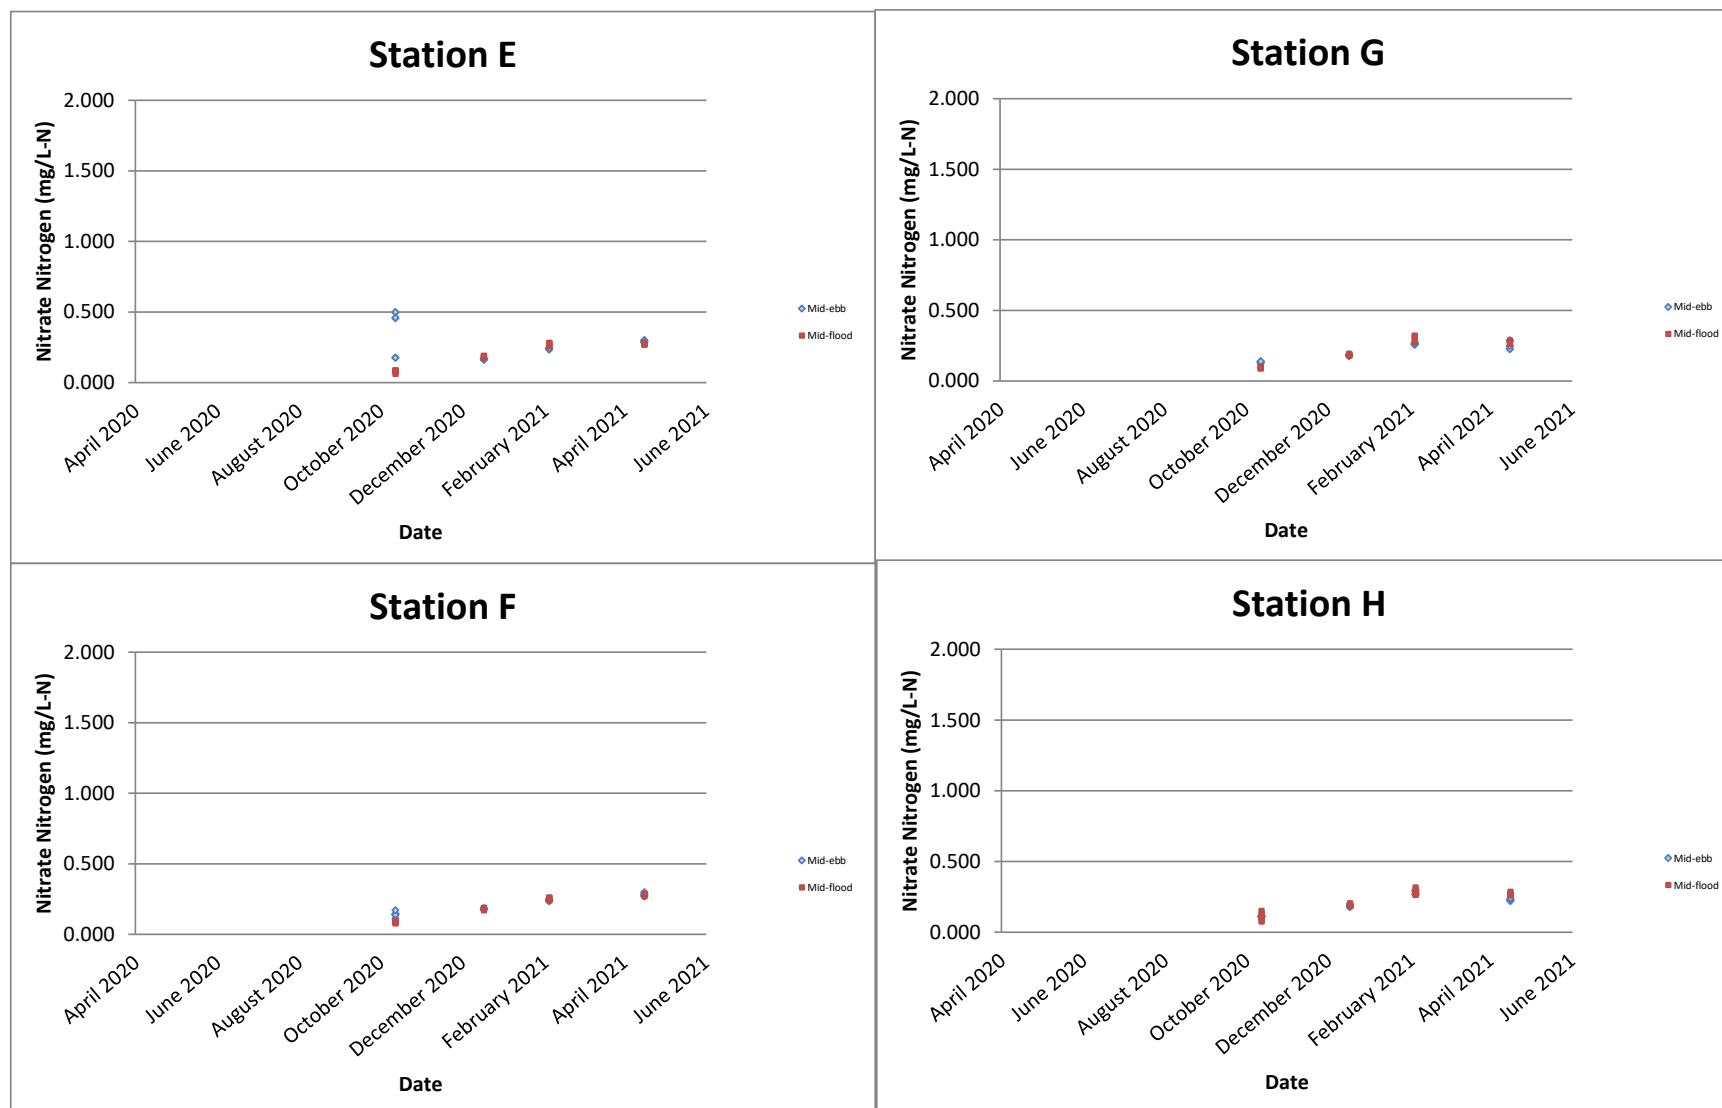 Station E
Nitrate Nitrogen (mg/L-N)
2.000
1.500
1.000
0.500
0.000
April 2020
June 2020
August 2020
October 2020
December 2020
February 2021
April 2021
June 2021
Date
Mid-ebb
Mid-flood
Station G
Nitrate Nitrogen (mg/L-N)
2.000
1.500
1.000
0.500
0.000
April 2020
June 2020
August 2020
October 2020
December 2020
February 2021
April 2021
June 2021
Date
Mid-ebb
Mid-flood
Station F
Nitrate Nitrogen (mg/L-N)
2.000
1.500
1.000
0.500
0.000
April 2020
June 2020
August 2020
October 2020
December 2020
February 2021
April 2021
June 2021
Date
Mid-ebb
Mid-flood
Station H
Nitrate Nitrogen (mg/L-N)
2.000
1.500
1.000
0.500
0.000
April 2020
June 2020
August 2020
October 2020
December 2020
February 2021
April 2021
June 2021
Date
Mid-ebb
Mid-flood